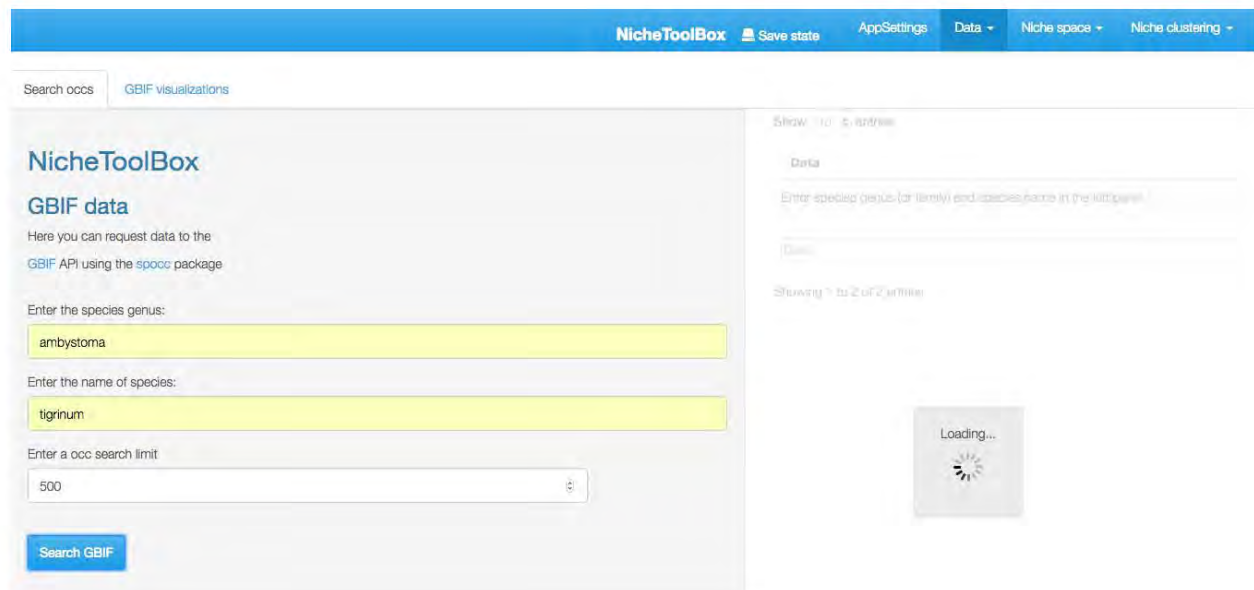 NicheToolBox Save state AppSettings Data Niche space Niche clustering
Search occs GBIF visualizations
NicheToolBox
GBIF data
Here you can request data to the
GBIF API using the spocc package
Enter the species genus:
ambystoma
Enter the name of species:
tigrinum
Enter a occ search limit
500
Search GBIF
Show 10 entries
Data
Enter species genus (or family) and species name in the left panel
Data
Showing 1 to 2 of 2 entries
Loading...